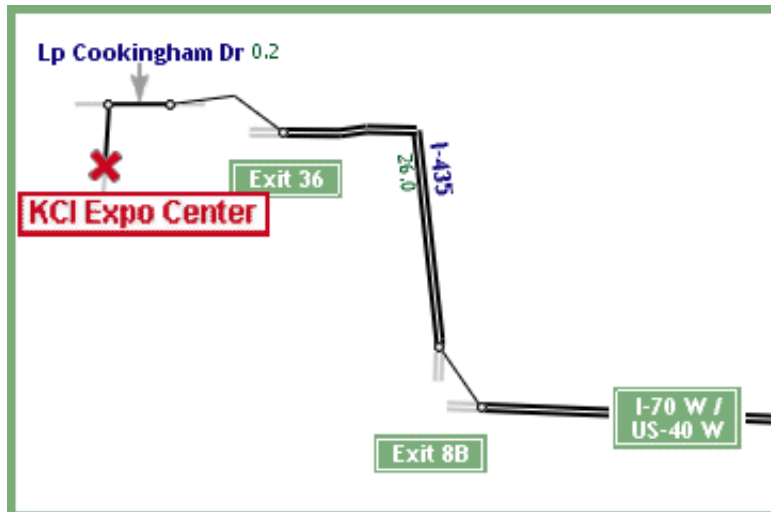 Lp Cookingham Dr 0.2
Exit 36
I-435
26.0
KCI Expo Center
I-70 W /
US-40 W
Exit 8B